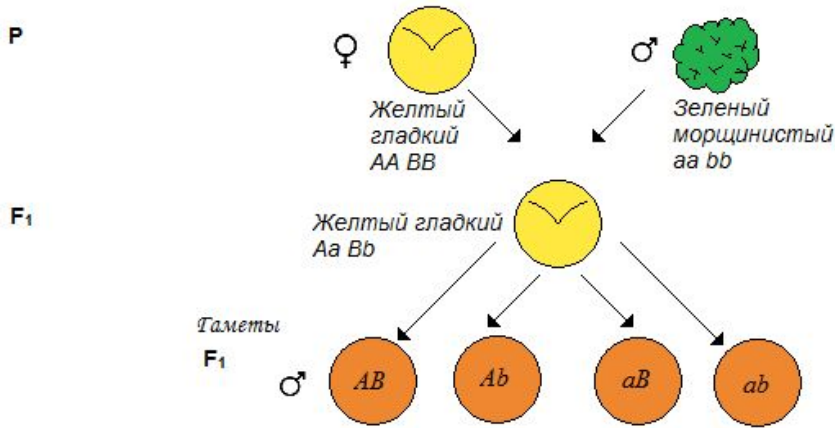 P
♀
♂
Желтый
гладкий
AA BB
Зеленый
морщинистый
aa bb
F₁
Желтый гладкий
Aa Bb
Гаметы
F₁
♂
AB
Ab
aB
ab